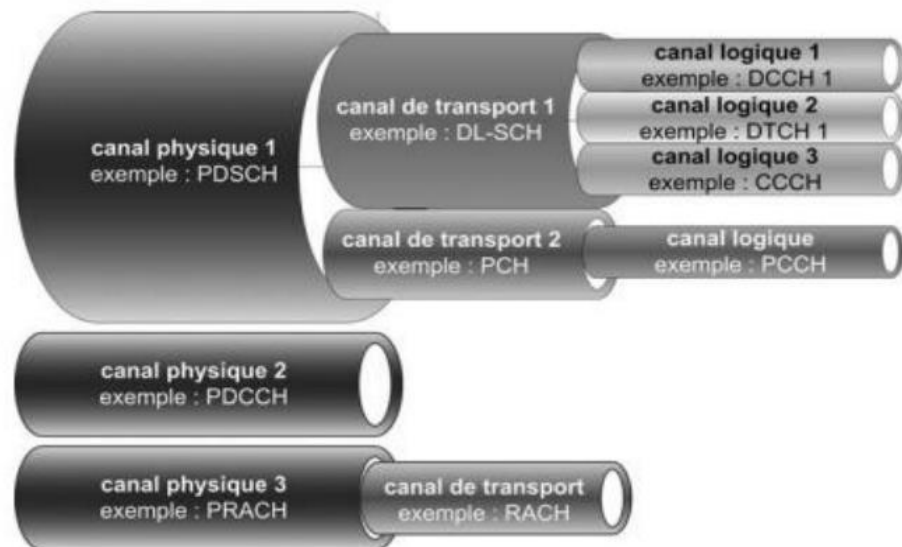 canal physique 1
exemple : PDSCH
canal de transport 1
exemple : DL-SCH
canal logique 1
exemple : DCCH 1
canal logique 2
exemple : DTCH 1
canal logique 3
exemple : CCCH
canal de transport 2
exemple : PCH
canal logique
exemple : PCCH
canal physique 2
exemple : PDCCH
canal physique 3
exemple : PRACH
canal de transport
exemple : RACH